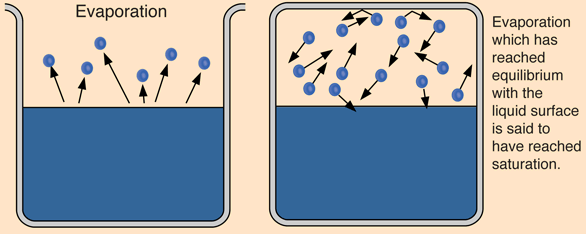 Evaporation
Evaporation
which has
reached
equilibrium
with the
liquid surface
is said to
have reached
saturation.